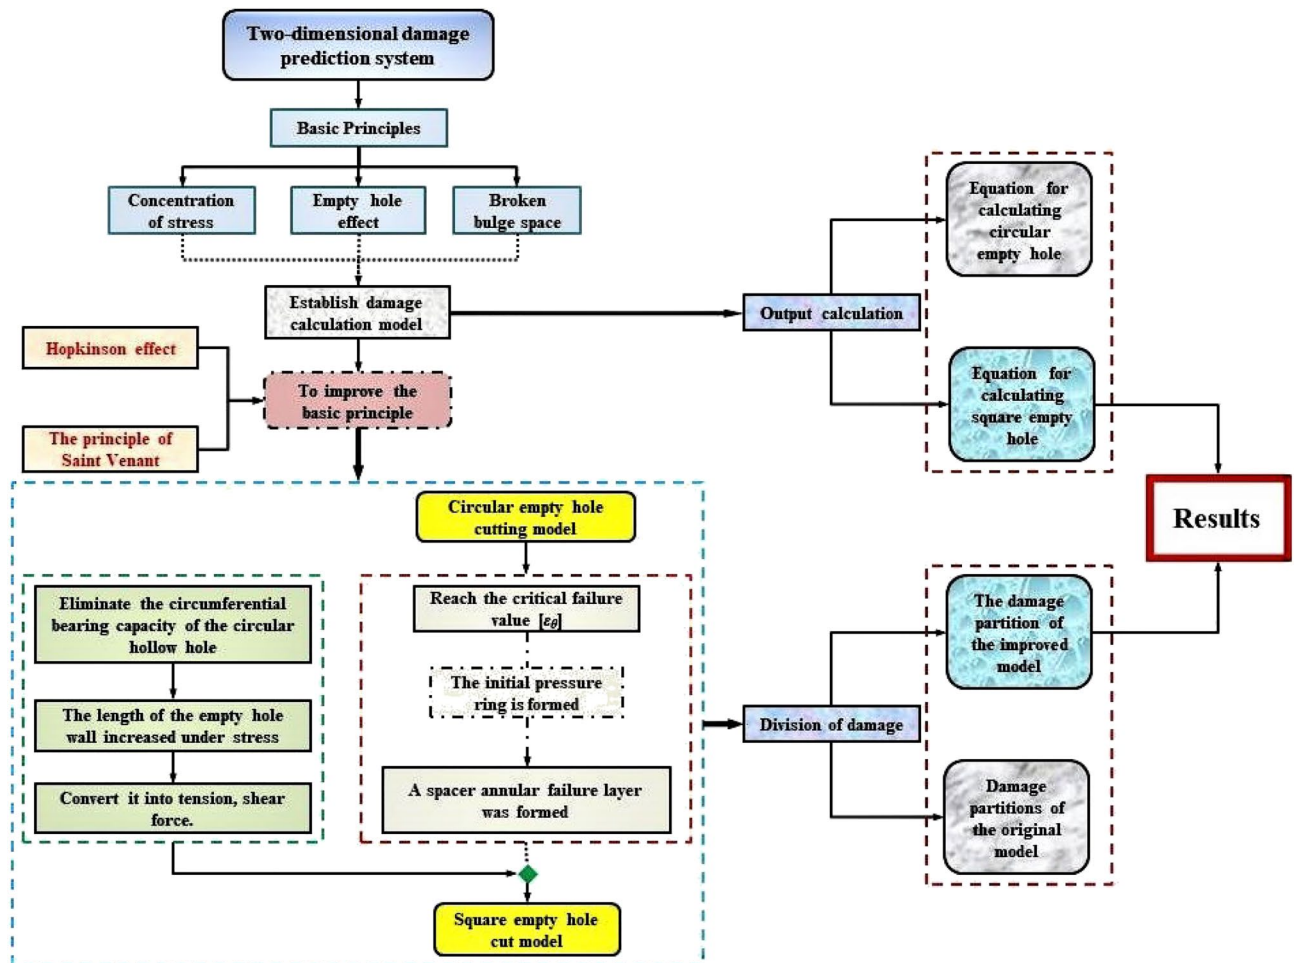 Two-dimensional damage
prediction system
Basic Principles
Concentration
of stress
Empty hole
effect
Broken
bulge space
Establish damage
calculation model
Hopkinson effect
The principle of
Saint Venant
To improve the
basic principle
Output calculation
Equation for
calculating
circular
empty hole
Equation for
calculating
square empty
hole
Results
Circular empty hole
cutting model
Eliminate the circumferential
bearing capacity of the circular
hollow hole
The length of the empty hole
wall increased under stress
Convert it into tension, shear
force.
Reach the critical failure
value [εθ]
The initial pressure
ring is formed
A spacer annular failure layer
was formed
Square empty hole
cut model
Division of damage
The damage
partition of
the improved
model
Damage
partitions of
the original
model